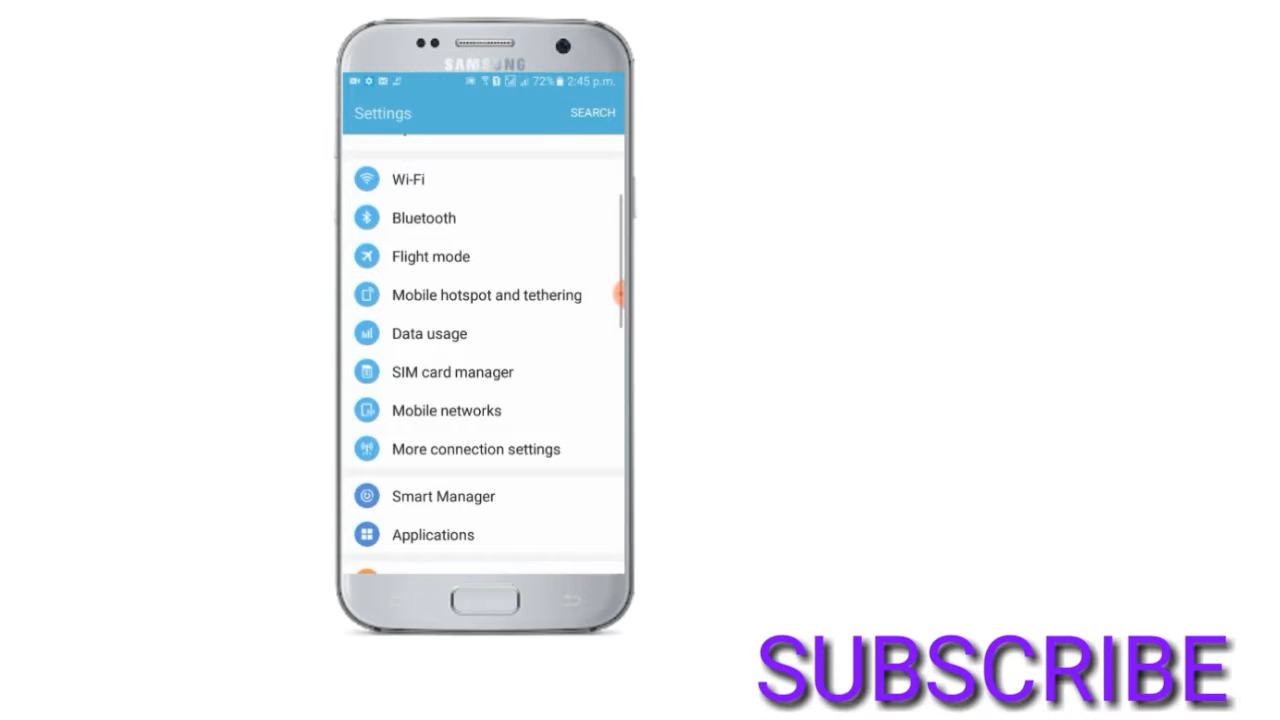 SAMSUNG
72% 2:45 p.m.
Settings
SEARCH
Wi-Fi
Bluetooth
Flight mode
Mobile hotspot and tethering
Data usage
SIM card manager
Mobile networks
More connection settings
Smart Manager
Applications
SUBSCRIBE